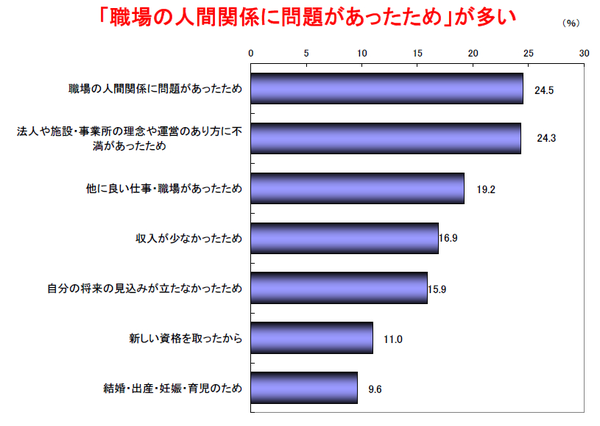 「職場の人間関係に問題があったため」が多い
(%)
0 5 10 15 20 25 30
職場の人間関係に問題があったため 24.5
法人や施設・事業所の理念や運営のあり方に不
満があったため 24.3
他に良い仕事・職場があったため 19.2
収入が少なかったため 16.9
自分の将来の見込みが立たなかったため 15.9
新しい資格を取ったから 11.0
結婚・出産・妊娠・育児のため 9.6